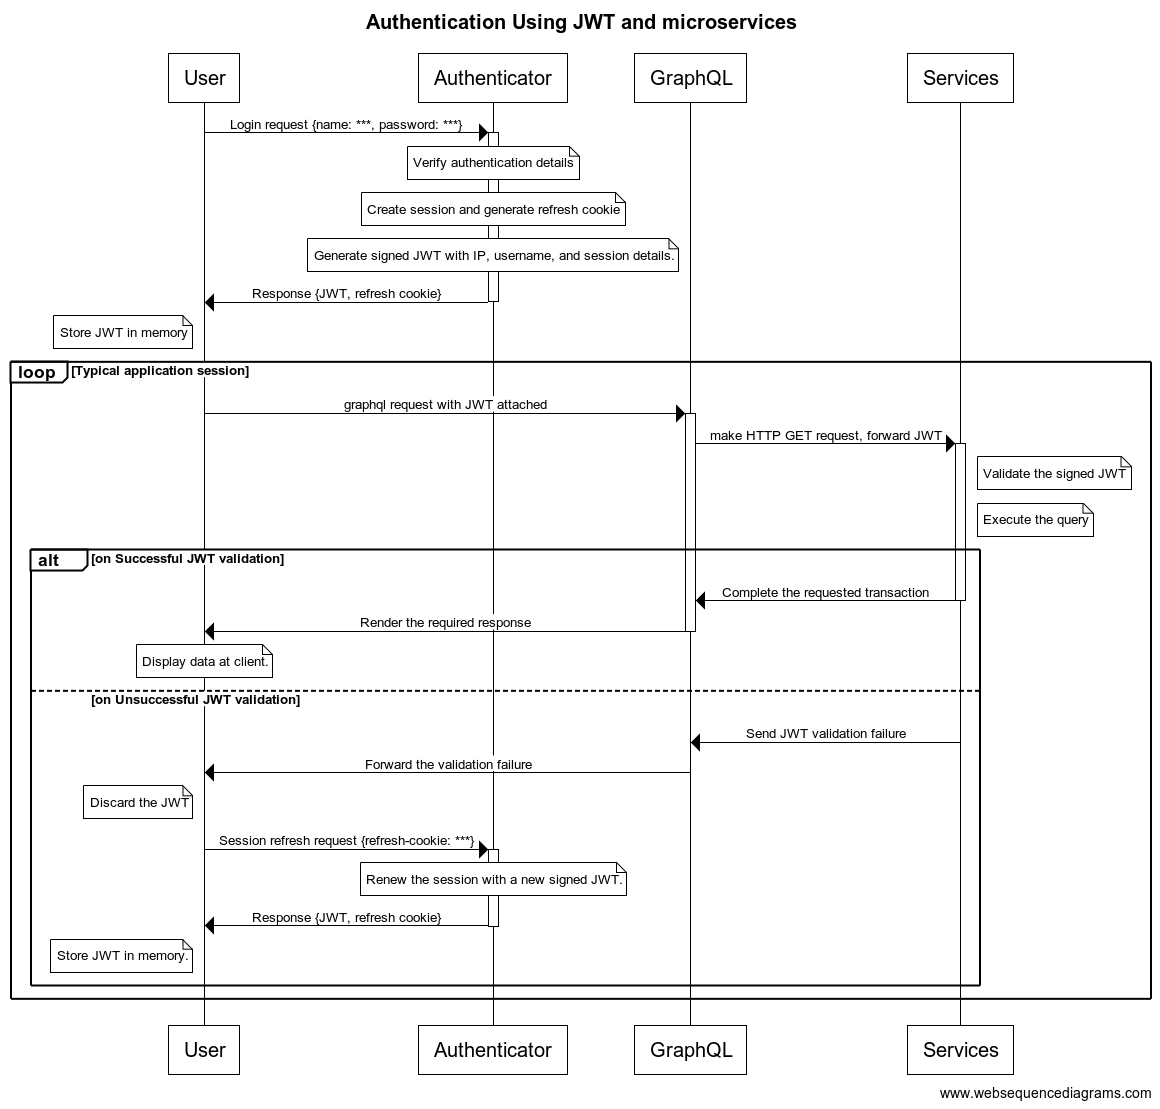 Authentication Using JWT and microservices
User
Authenticator
GraphQL
Services
Login request {name: ***, password: ***}
Verify authentication details
Create session and generate refresh cookie
Generate signed JWT with IP, username, and session details.
Response {JWT, refresh cookie}
Store JWT in memory
loop [Typical application session]
graphql request with JWT attached
make HTTP GET request, forward JWT
Validate the signed JWT
Execute the query
alt [on Successful JWT validation]
Complete the requested transaction
Render the required response
Display data at client.
[on Unsuccessful JWT validation]
Send JWT validation failure
Forward the validation failure
Discard the JWT
Session refresh request {refresh-cookie: ***}
Renew the session with a new signed JWT.
Response {JWT, refresh cookie}
Store JWT in memory.
User
Authenticator
GraphQL
Services
www.websequencediagrams.com